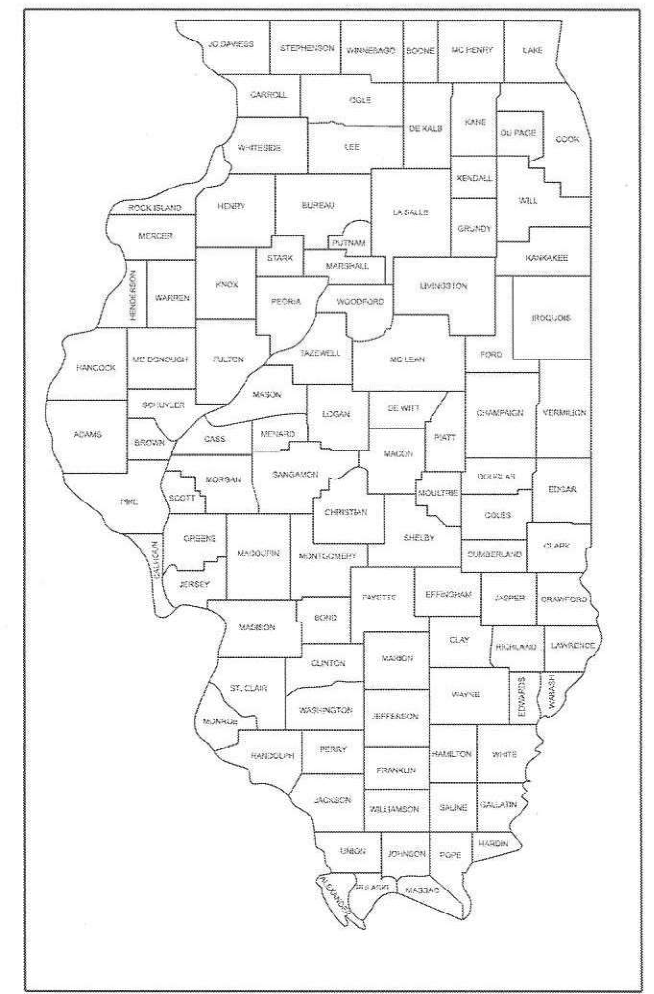 JO DAVIESS
STEPHENSON
WINNEBAGO
BOONE
MC HENRY
LAKE
CARROLL
OGLE
DE KALB
KANE
DU PAGE
COOK
WHITESIDE
LEE
KENDALL
WILL
ROCK ISLAND
HENRY
BUREAU
LA SALLE
GRUNDY
MERCER
PUTNAM
KANKAKEE
STARK
MARSHALL
LIVINGSTON
HENDERSON
WARREN
KNOX
PEORIA
WOODFORD
IROQUOIS
HANCOCK
MC DONOUGH
FULTON
TAZEWELL
MC LEAN
FORD
MASON
SCHUYLER
LOGAN
DE WITT
CHAMPAIGN
VERMILION
ADAMS
BROWN
CASS
MENARD
PIATT
MACON
SANGAMON
DOUGLAS
EDGAR
PIKE
SCOTT
MORGAN
MOULTRIE
CHRISTIAN
COLES
GREENE
MACOUPIN
MONTGOMERY
SHELBY
CUMBERLAND
CLARK
CALHOUN
JERSEY
FAYETTE
EFFINGHAM
JASPER
CRAWFORD
MADISON
BOND
CLAY
RICHLAND
LAWRENCE
CLINTON
MARION
ST. CLAIR
WAYNE
EDWARDS
WABASH
MONROE
WASHINGTON
JEFFERSON
RANDOLPH
PERRY
HAMILTON
WHITE
FRANKLIN
JACKSON
WILLIAMSON
SALINE
GALLATIN
UNION
JOHNSON
POPE
HARDIN
ALEXANDER
PULASKI
MASSAC